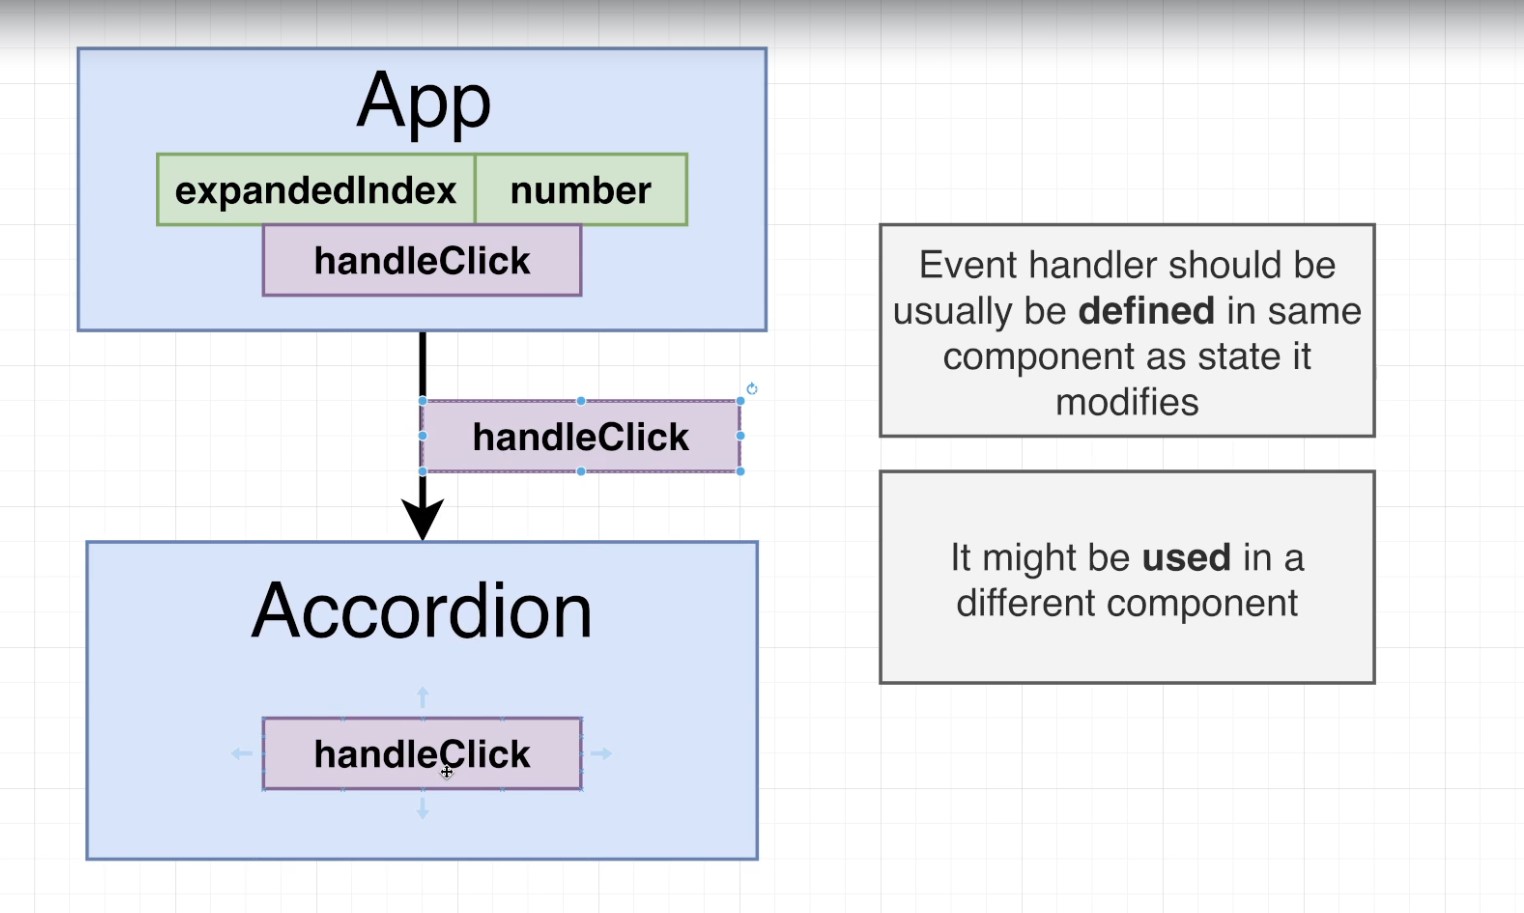 App
expandedIndex number
handleClick
handleClick
Accordion
handleClick
Event handler should be
usually be defined in same
component as state it
modifies
It might be used in a
different component